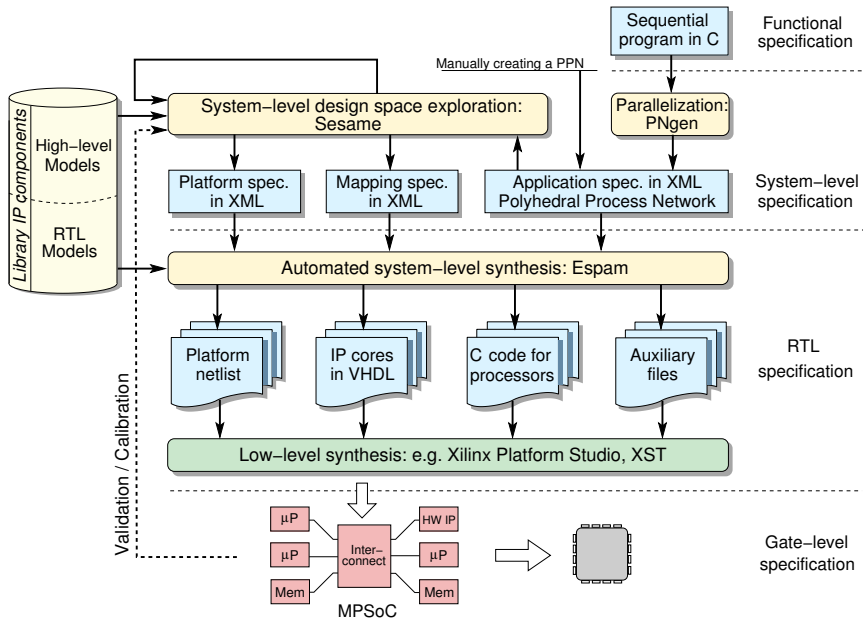 Sequential
program in C
Functional
specification
Manually creating a PPN
Library IP components
High−level
Models
RTL
Models
System−level design space exploration:
Sesame
Parallelization:
PNgen
Platform spec.
in XML
Mapping spec.
in XML
Application spec. in XML
Polyhedral Process Network
System−level
specification
Automated system−level synthesis: Espam
Platform
netlist
IP cores
in VHDL
C code for
processors
Auxiliary
files
RTL
specification
Low−level synthesis: e.g. Xilinx Platform Studio, XST
Validation / Calibration
μP
μP
Mem
Inter−
connect
HW IP
μP
Mem
MPSoC
Gate−level
specification